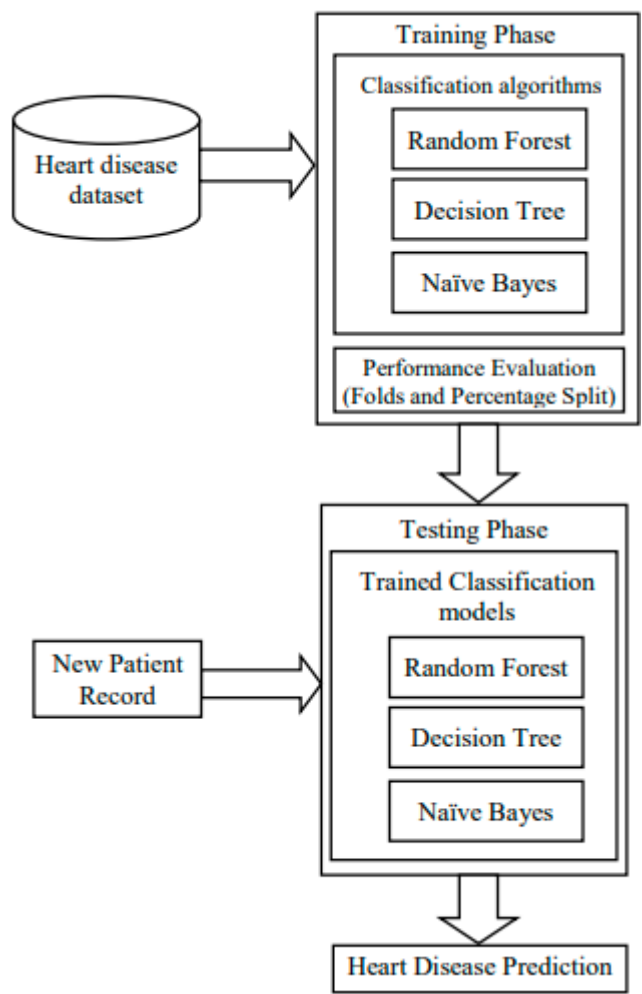 Heart disease
dataset
Training Phase
Classification algorithms
Random Forest
Decision Tree
Naïve Bayes
Performance Evaluation
(Folds and Percentage Split)
Testing Phase
Trained Classification
models
New Patient
Record
Random Forest
Decision Tree
Naïve Bayes
Heart Disease Prediction